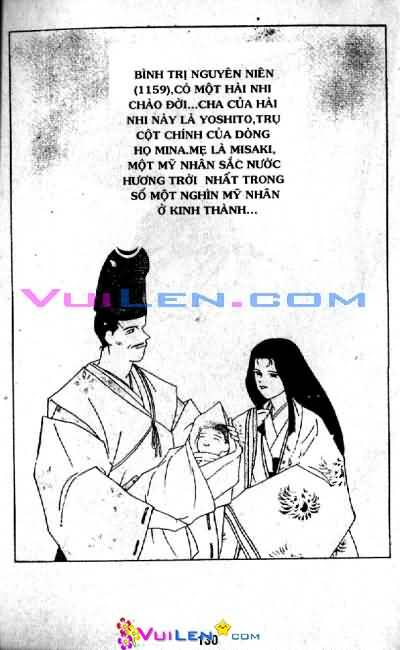 BÌNH TRỊ NGUYÊN NIÊN
(1159),CÓ MỘT HÀI NHI
CHÀO ĐỜI...CHA CỦA HÀI
NHI NÀY LÀ YOSHITO,TRỤ
CỘT CHÍNH CỦA DÒNG
HỌ MINA.MẸ LÀ MISAKI,
MỘT MỸ NHÂN SẮC NƯỚC
HƯƠNG TRỜI NHẤT TRONG
SỐ MỘT NGHÌN MỸ NHÂN
Ở KINH THÀNH...
VUILEN.COM
VUILEN.COM
130